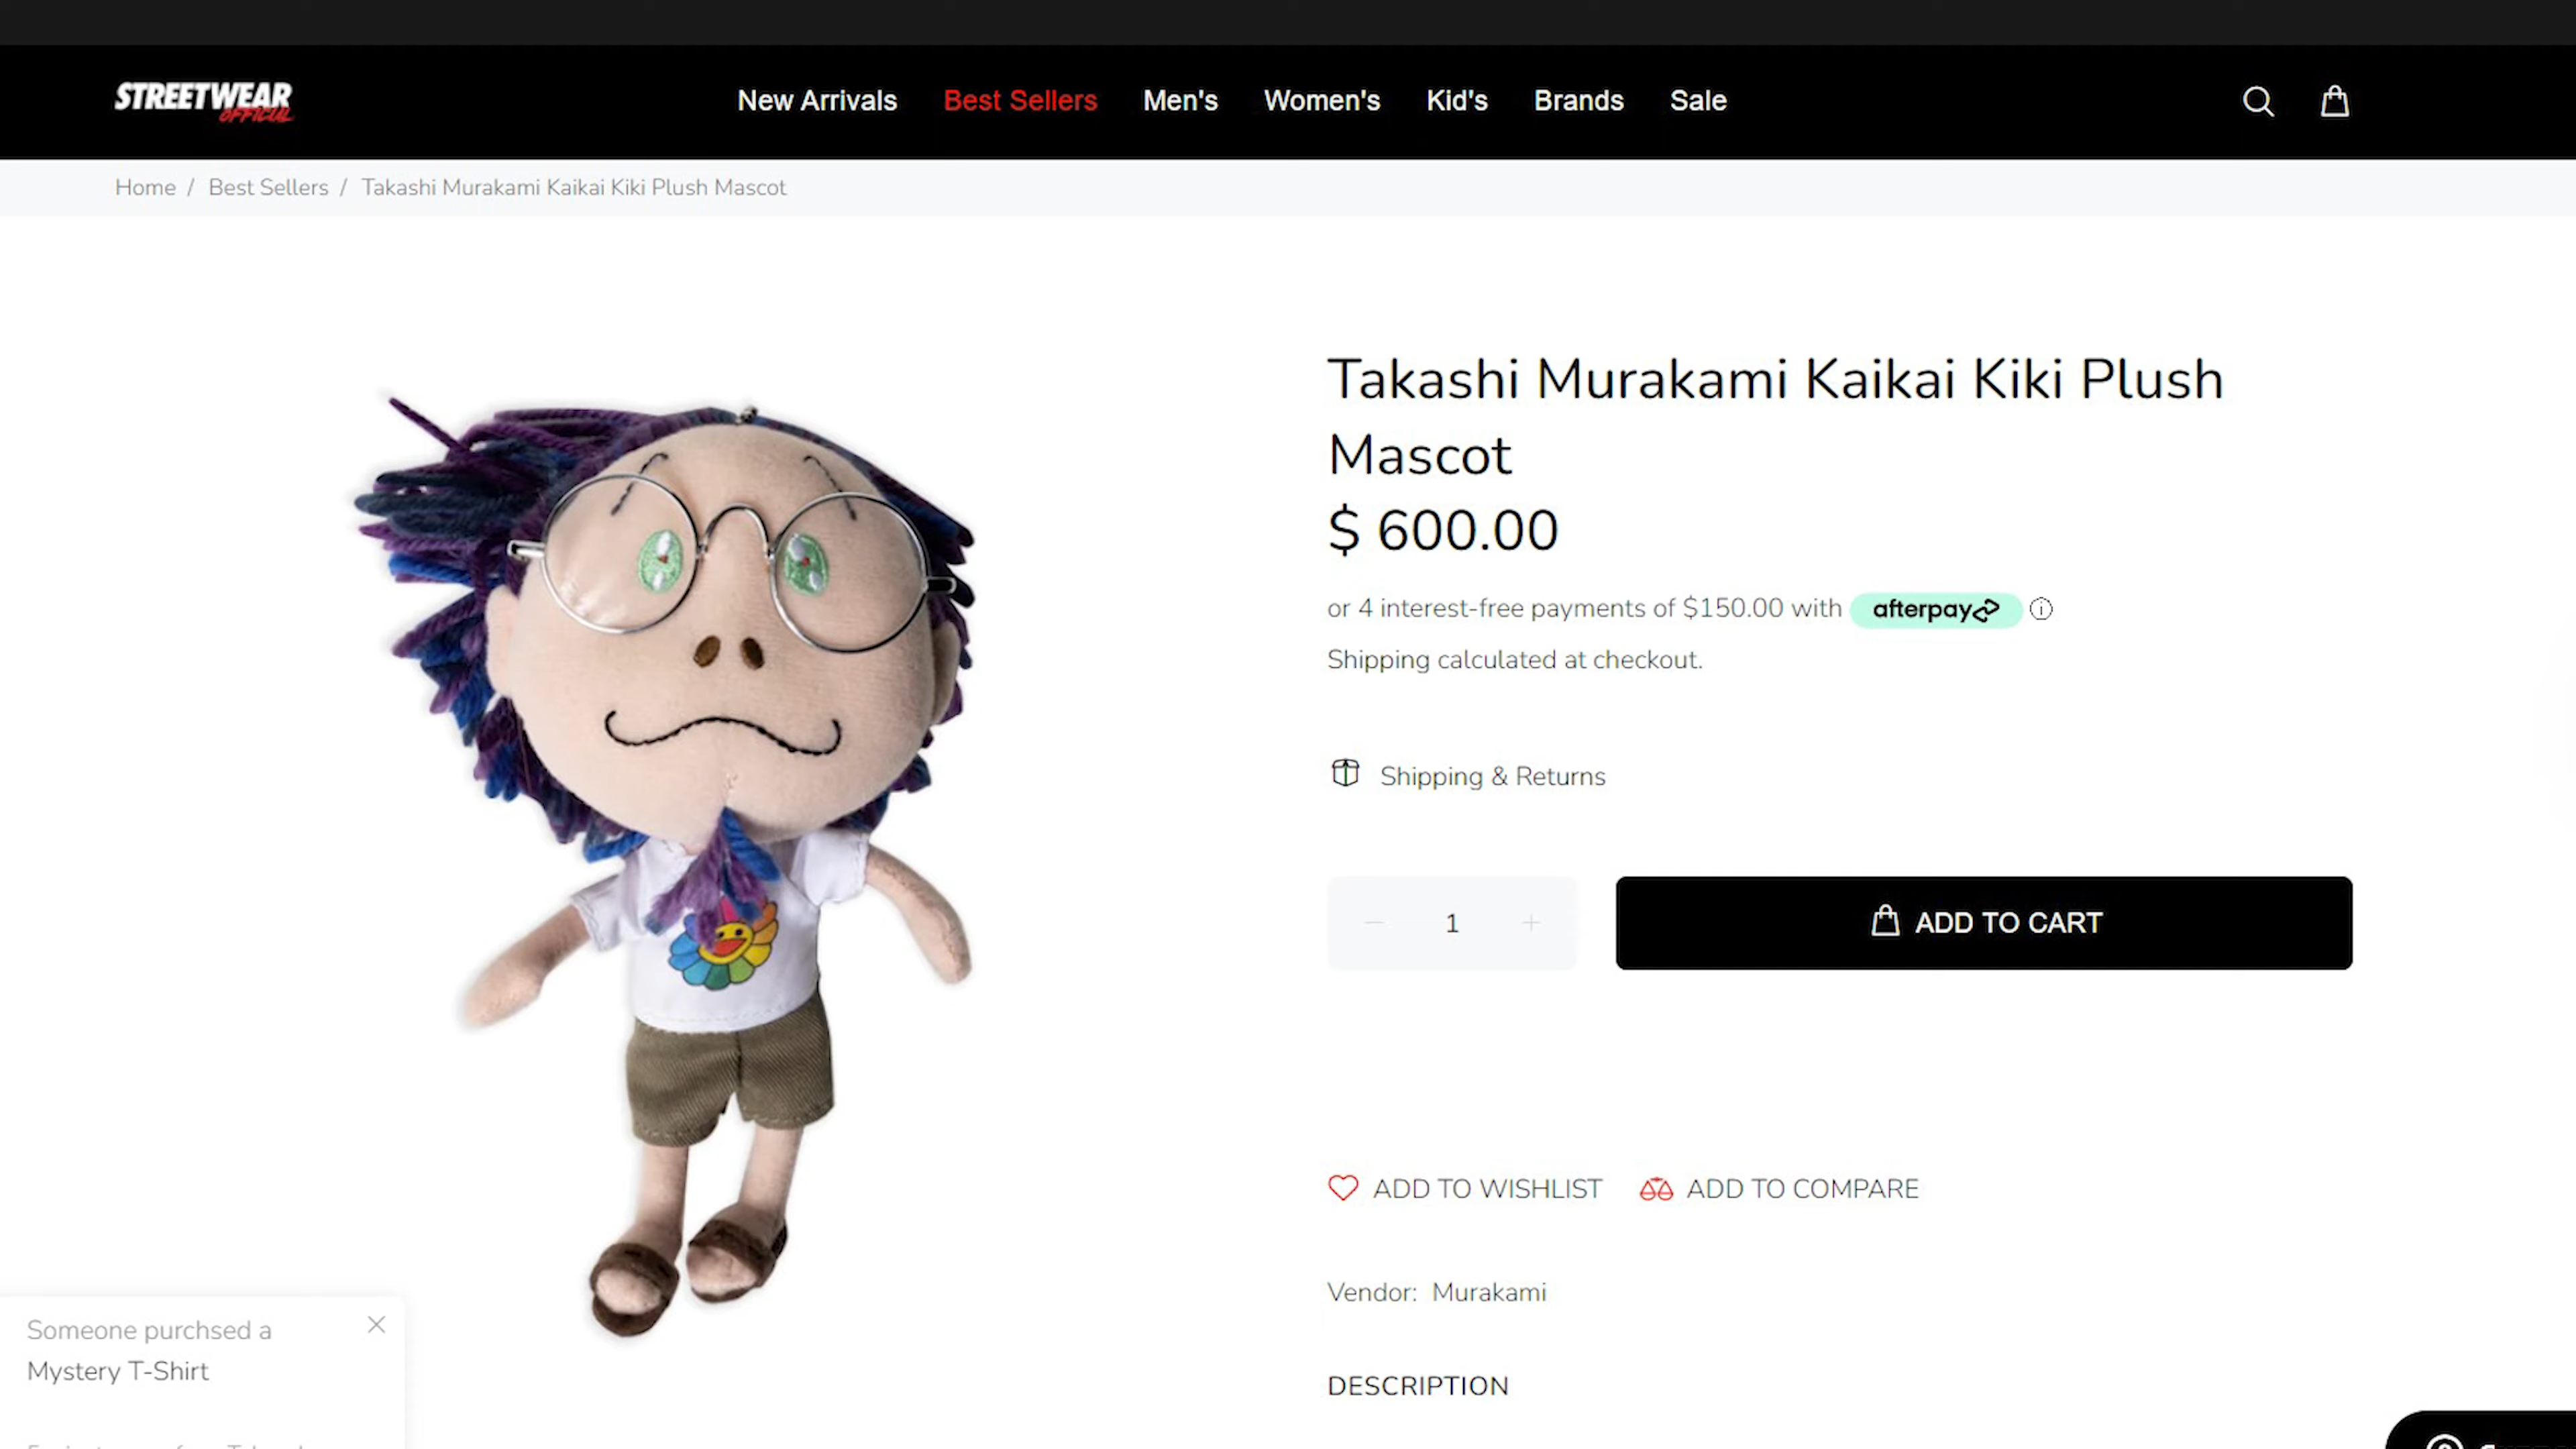 STREETWEAR
OFFICIAL
New Arrivals
Best Sellers
Men's
Women's
Kid's
Brands
Sale
Home / Best Sellers / Takashi Murakami Kaikai Kiki Plush Mascot
Takashi Murakami Kaikai Kiki Plush
Mascot
$ 600.00
or 4 interest-free payments of $150.00 with afterpay
Shipping calculated at checkout.
Shipping & Returns
1
ADD TO CART
ADD TO WISHLIST
ADD TO COMPARE
Vendor: Murakami
DESCRIPTION
Someone purchsed a
Mystery T-Shirt